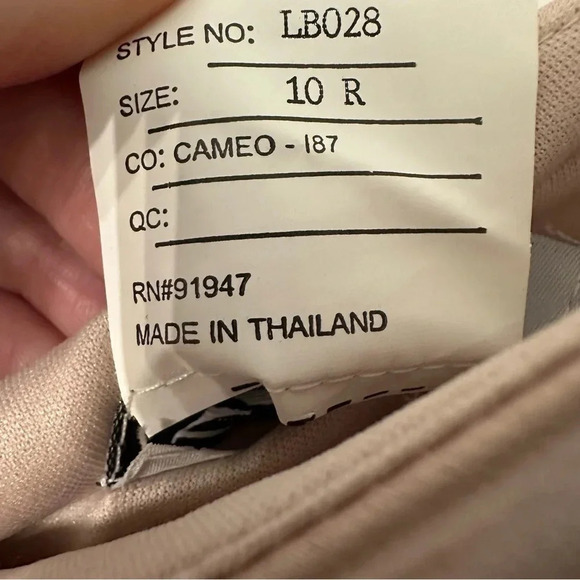 STYLE NO: LB028
SIZE: 10 R
CO: CAMEO - 187
QC:
RN#91947
MADE IN THAILAND